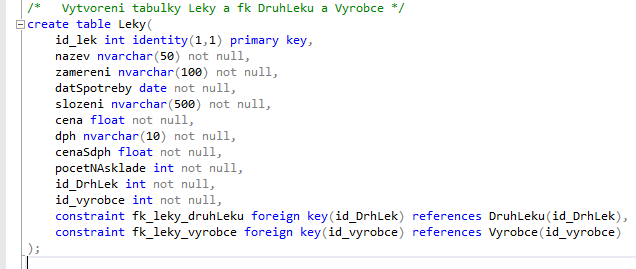 /*   Vytvoreni tabulky Leky a fk DruhLeku a Vyrobce */
create table Leky(
    id_lek int identity(1,1) primary key,
    nazev nvarchar(50) not null,
    zamereni nvarchar(100) not null,
    datSpotreby date not null,
    slozeni nvarchar(500) not null,
    cena float not null,
    dph nvarchar(10) not null,
    cenaSdph float not null,
    pocetNAsklade int not null,
    id_DrhLek int not null,
    id_vyrobce int not null,
    constraint fk_leky_druhLeku foreign key(id_DrhLek) references DruhLeku(id_DrhLek),
    constraint fk_leky_vyrobce foreign key(id_vyrobce) references Vyrobce(id_vyrobce)
);